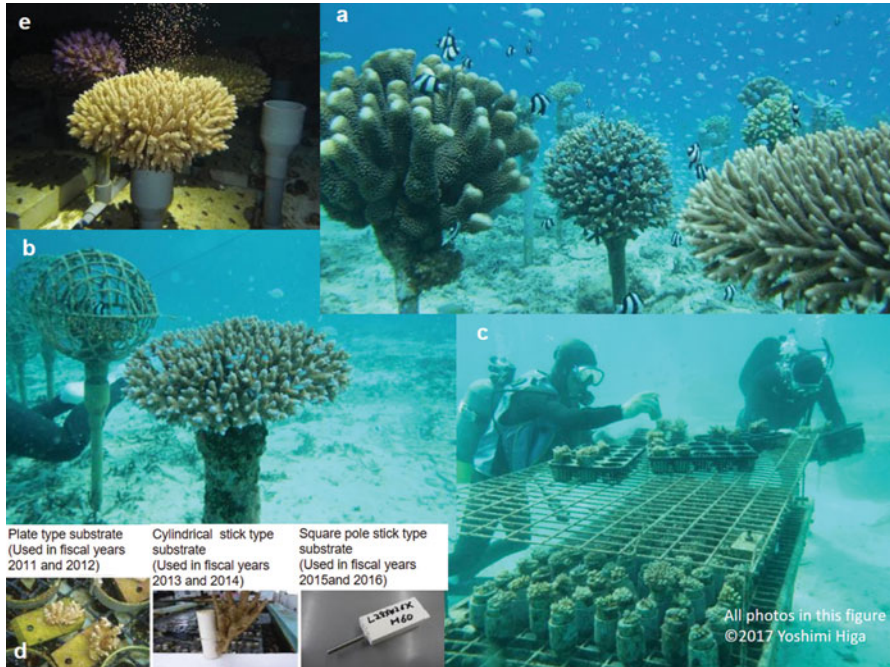 e
a
b
c
Plate type substrate
(Used in fiscal years
2011 and 2012)
Cylindrical stick type
substrate
(Used in fiscal years
2013 and 2014)
Square pole stick type
substrate
(Used in fiscal years
2015and 2016)
d
M60
All photos in this figure
©2017 Yoshimi Higa